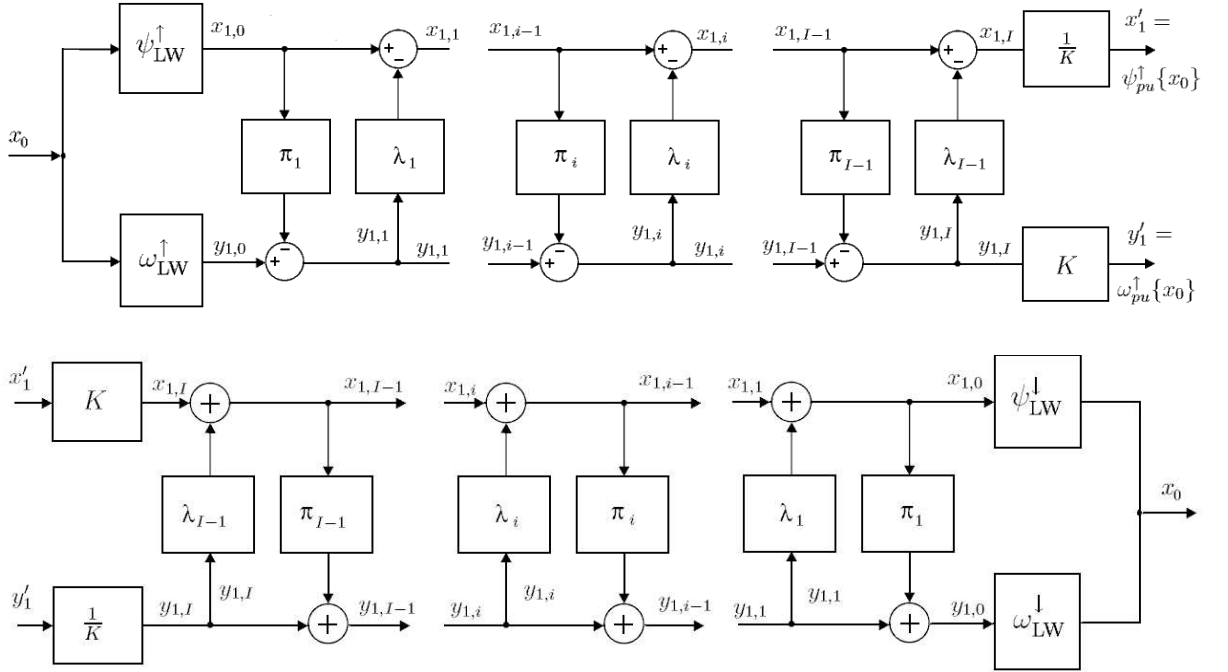 ψ↑LW x1,0 + − x1,1 x1,i−1 + − x1,i x1,I−1 + − x1,I 1/K x′1 =
ψ↑pu{x0}
x0 π1 λ1 πi λi πI−1 λI−1
y1,1 y1,i y1,I
ω↑LW y1,0 + − y1,1 y1,i−1 + − y1,i y1,I−1 + − y1,I K y′1 =
ω↑pu{x0}
x′1 K x1,I + x1,I−1 x1,i + x1,i−1 x1,1 + x1,0 ψ↓LW
λI−1 πI−1 λi πi λ1 π1 x0
y1,I y1,i y1,1
y′1 1/K y1,I + y1,I−1 y1,i + y1,i−1 y1,1 + y1,0 ω↓LW